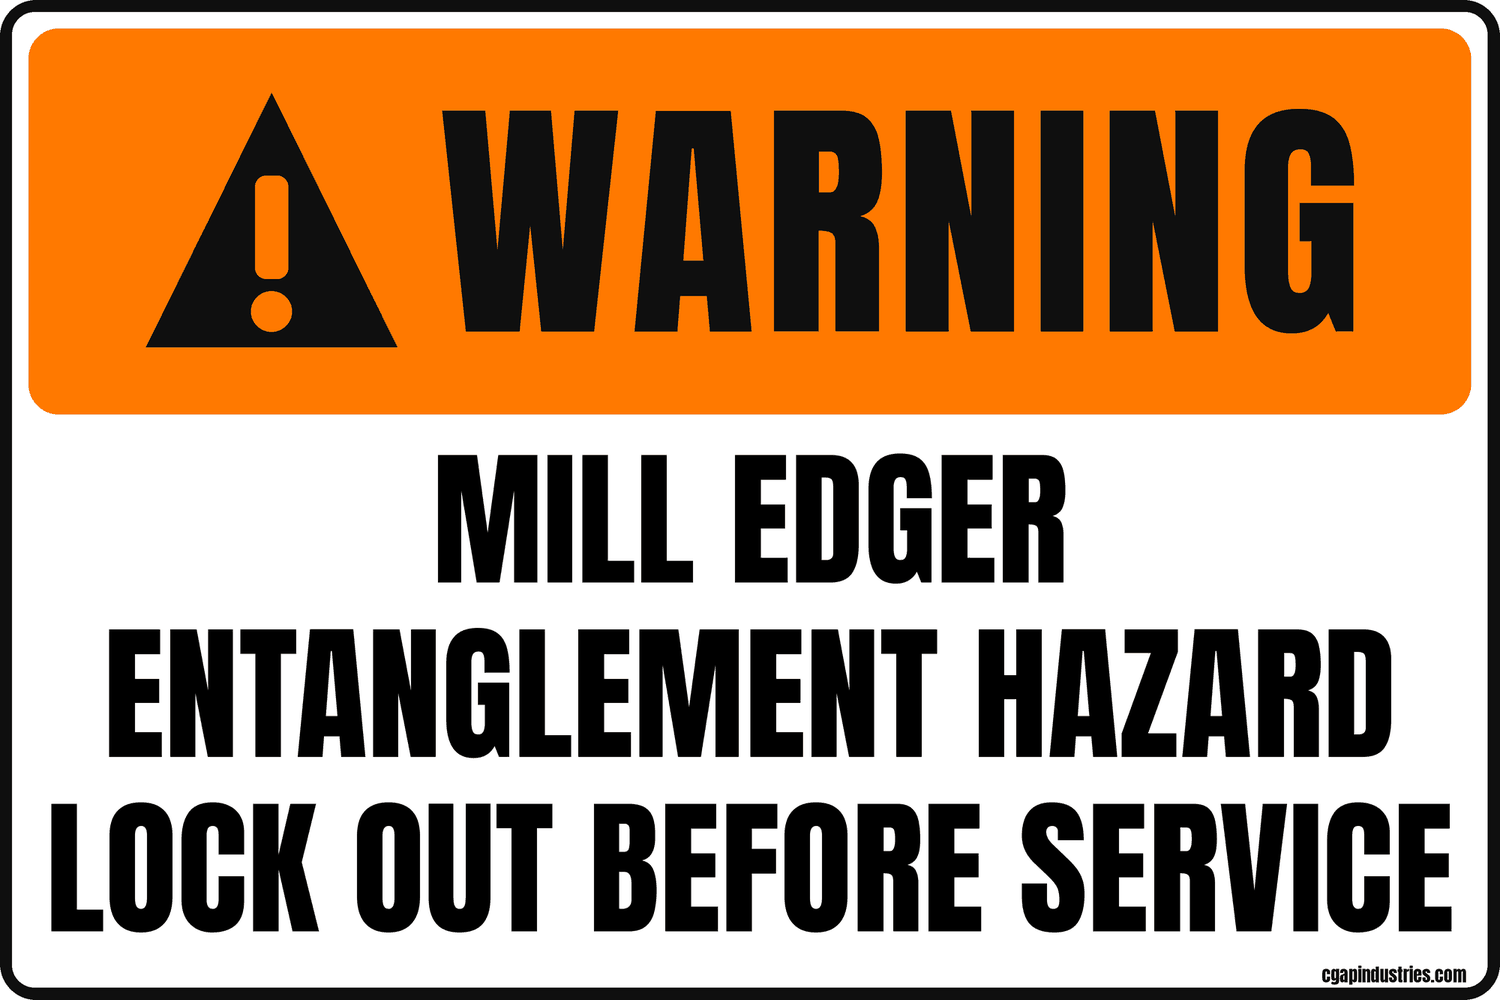 WARNING
MILL EDGER
ENTANGLEMENT HAZARD
LOCK OUT BEFORE SERVICE
cgapindustries.com